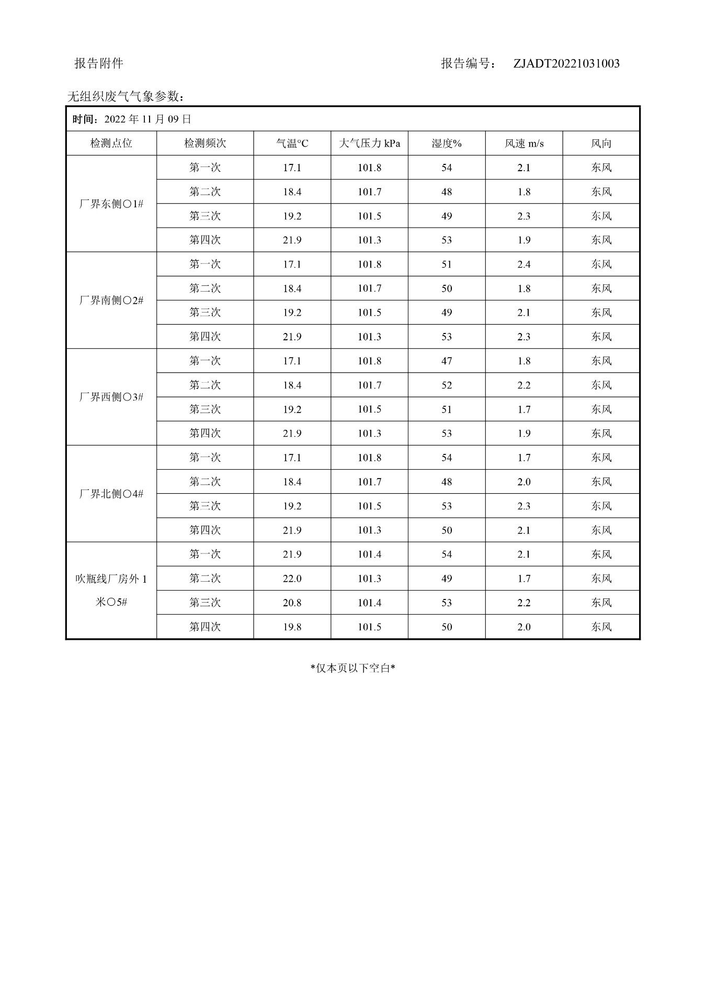 报告附件 报告编号： ZJADT20221031003
无组织废气气象参数：
时间：2022 年 11 月 09 日
检测点位 检测频次 气温°C 大气压力 kPa 湿度% 风速 m/s 风向
厂界东侧〇1#
第一次 17.1 101.8 54 2.1 东风
第二次 18.4 101.7 48 1.8 东风
第三次 19.2 101.5 49 2.3 东风
第四次 21.9 101.3 53 1.9 东风
厂界南侧〇2#
第一次 17.1 101.8 51 2.4 东风
第二次 18.4 101.7 50 1.8 东风
第三次 19.2 101.5 49 2.1 东风
第四次 21.9 101.3 53 2.3 东风
厂界西侧〇3#
第一次 17.1 101.8 47 1.8 东风
第二次 18.4 101.7 52 2.2 东风
第三次 19.2 101.5 51 1.7 东风
第四次 21.9 101.3 53 1.9 东风
厂界北侧〇4#
第一次 17.1 101.8 54 1.7 东风
第二次 18.4 101.7 48 2.0 东风
第三次 19.2 101.5 53 2.3 东风
第四次 21.9 101.3 50 2.1 东风
吹瓶线厂房外 1
米〇5#
第一次 21.9 101.4 54 2.1 东风
第二次 22.0 101.3 49 1.7 东风
第三次 20.8 101.4 53 2.2 东风
第四次 19.8 101.5 50 2.0 东风
*仅本页以下空白*